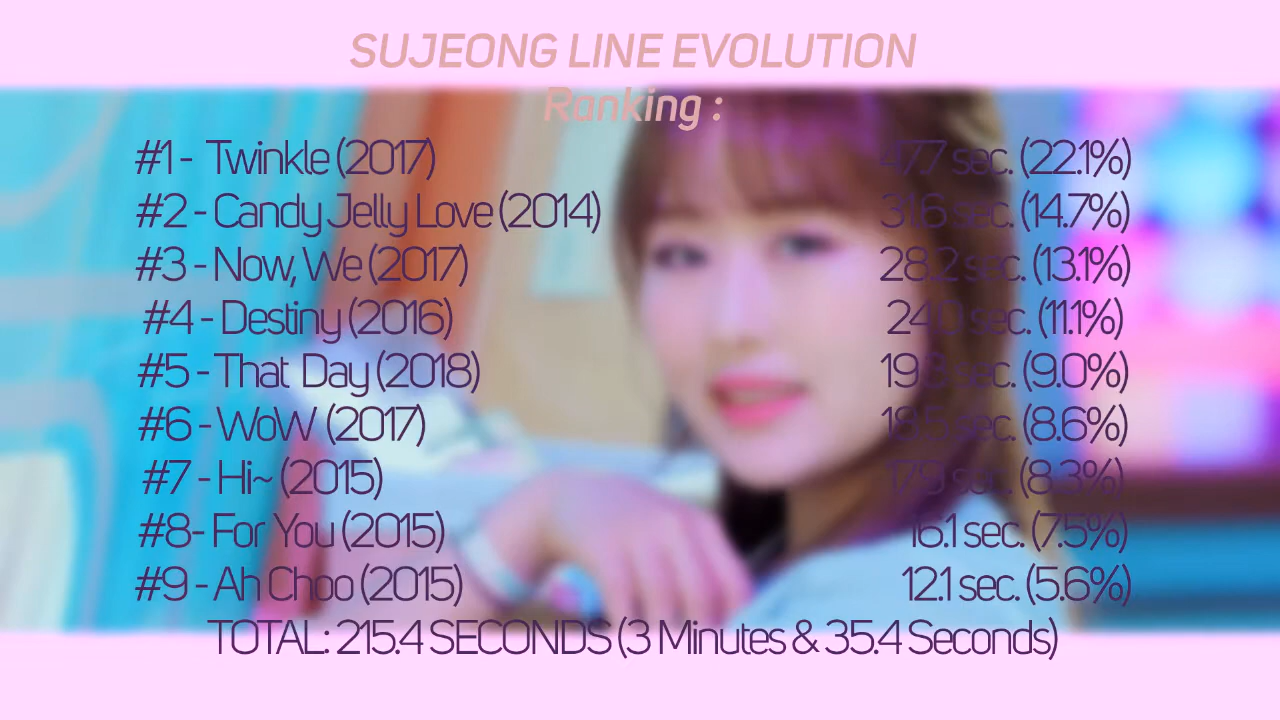 SUJEONG LINE EVOLUTION
Ranking :
#1 - Twinkle (2017) 47.7 sec. (22.1%)
#2 - Candy Jelly Love (2014) 31.6 sec. (14.7%)
#3 - Now, We (2017) 28.2 sec. (13.1%)
#4 - Destiny (2016) 24.0 sec. (11.1%)
#5 - That Day (2018) 19.3 sec. (9.0%)
#6 - WoW (2017) 18.5 sec. (8.6%)
#7 - Hi~ (2015) 17.9 sec. (8.3%)
#8- For You (2015) 16.1 sec. (7.5%)
#9 - Ah Choo (2015) 12.1 sec. (5.6%)
TOTAL: 215.4 SECONDS (3 Minutes & 35.4 Seconds)